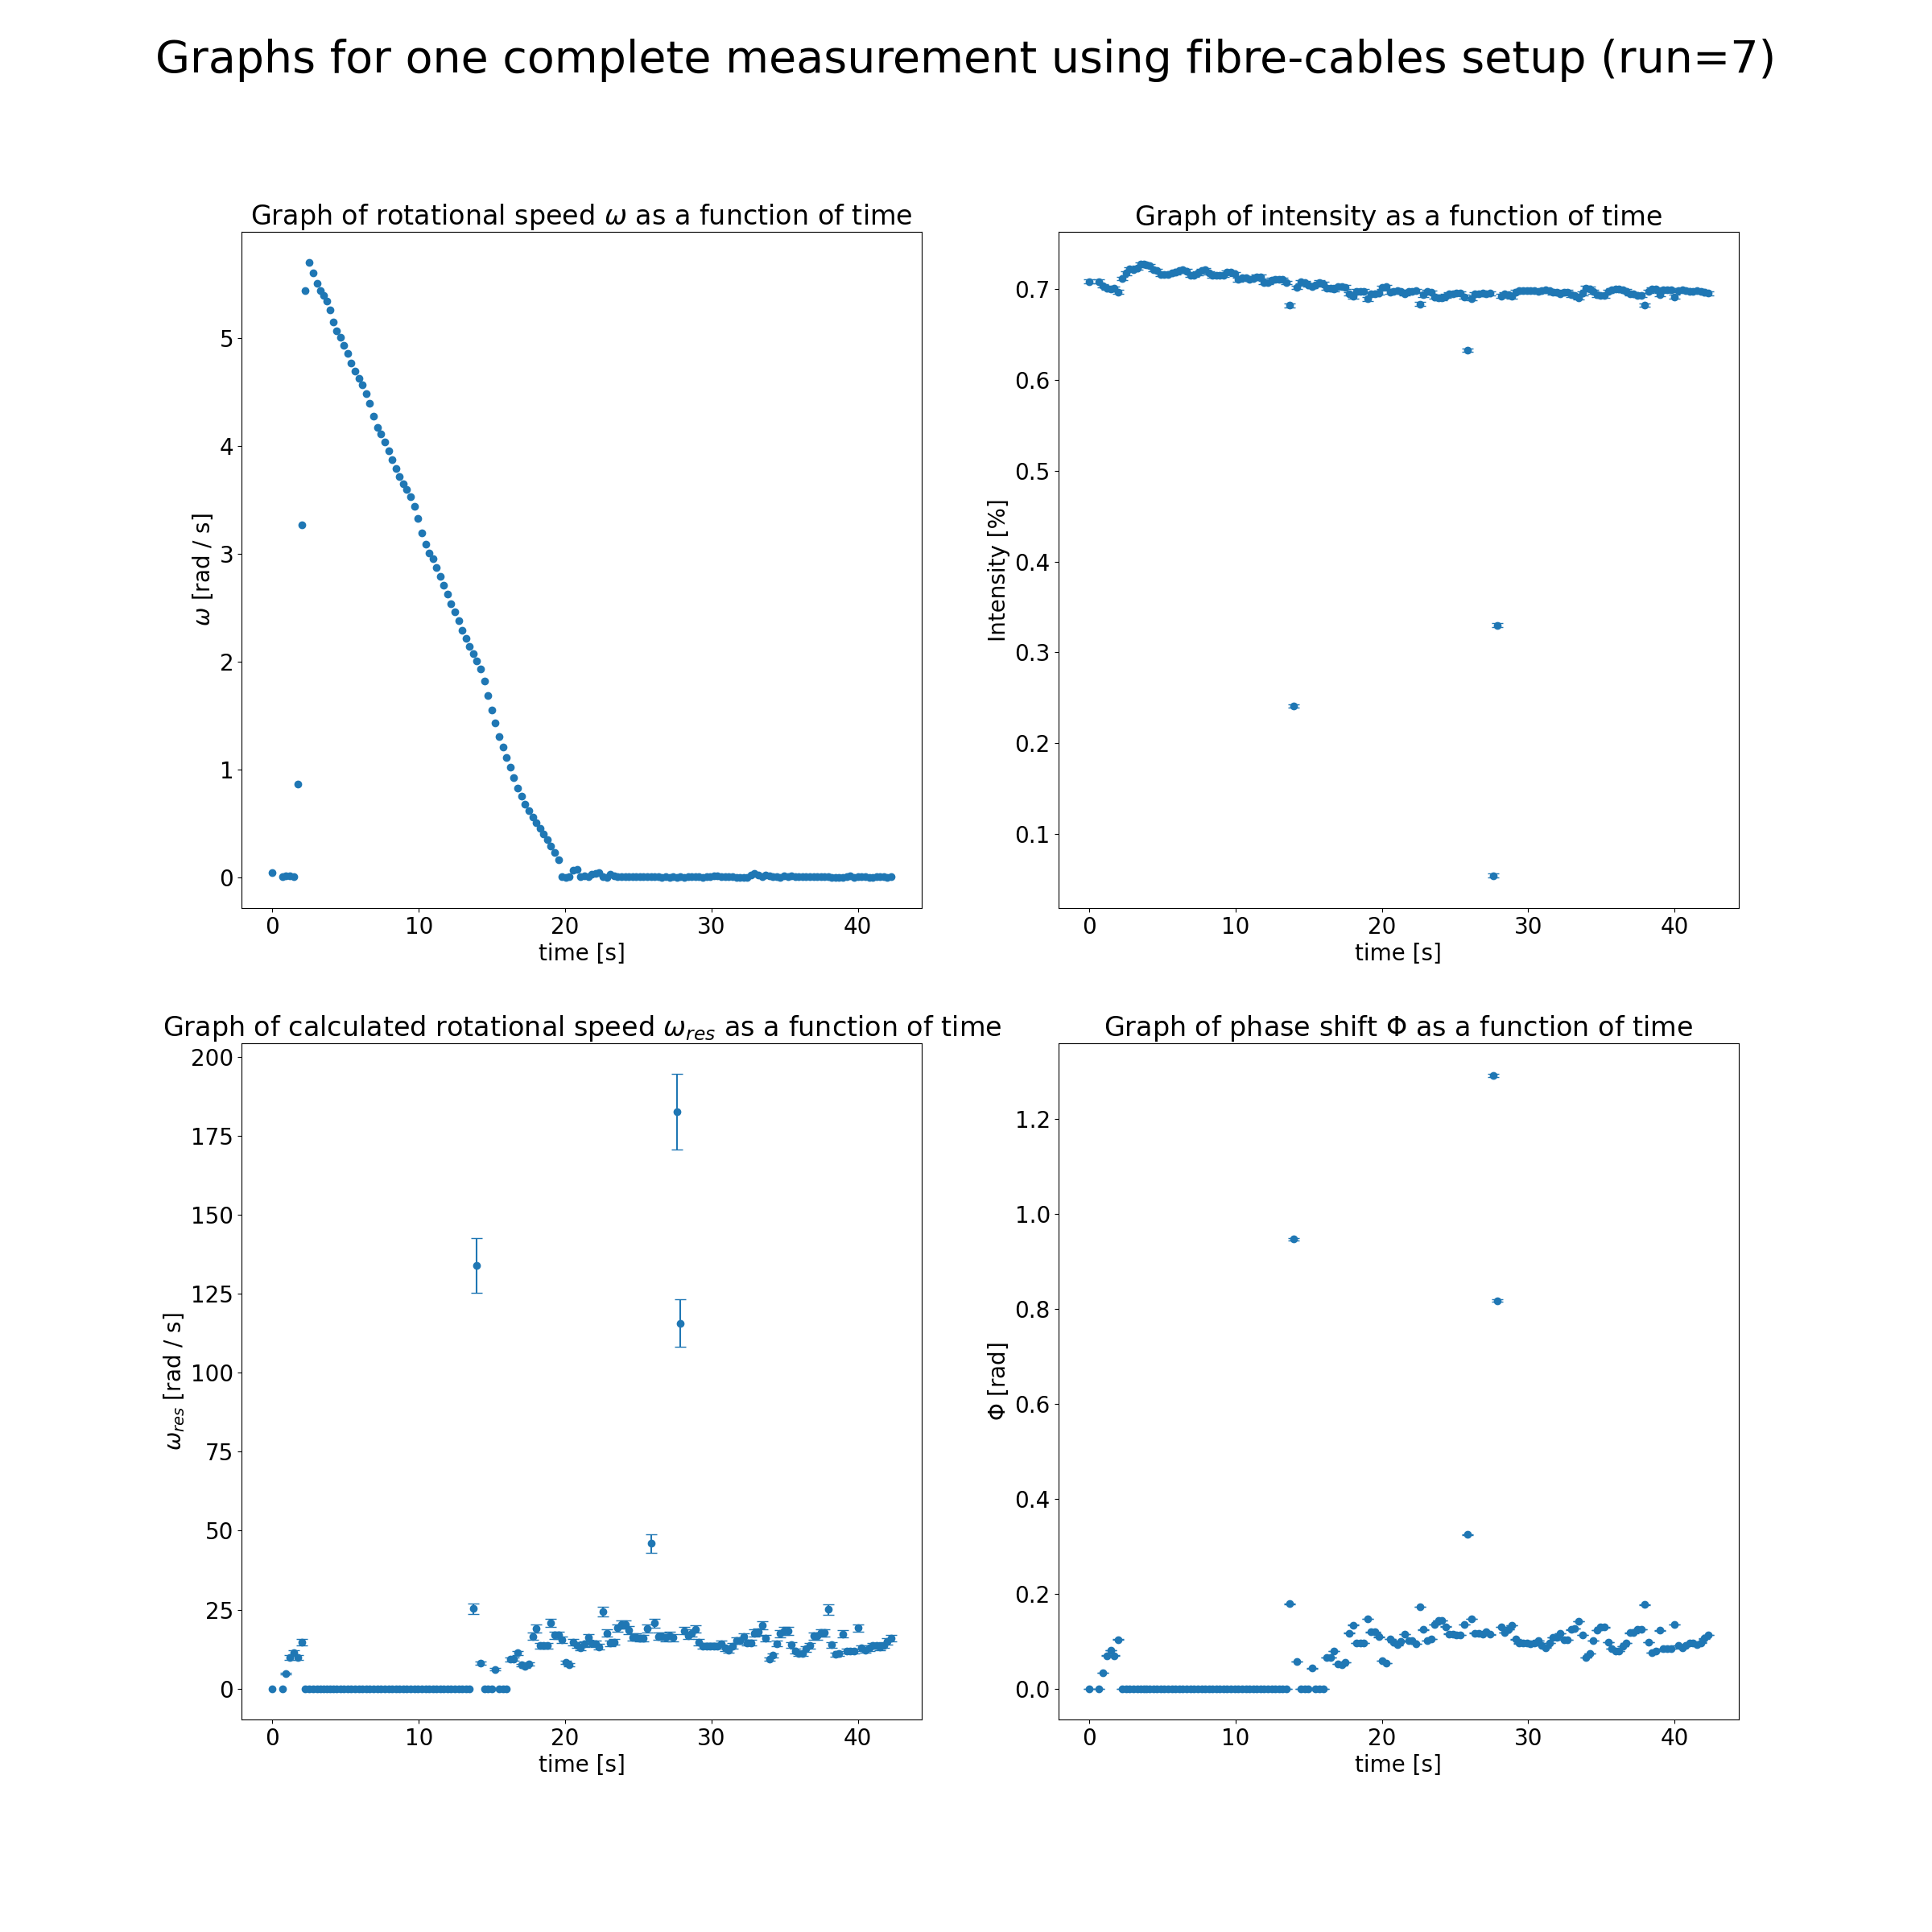 Graphs for one complete measurement using fibre-cables setup (run=7)
Graph of rotational speed ω as a function of time
ω [rad / s]
5
4
3
2
1
0
0 10 20 30 40
time [s]
Graph of intensity as a function of time
Intensity [%]
0.7
0.6
0.5
0.4
0.3
0.2
0.1
0 10 20 30 40
time [s]
Graph of calculated rotational speed ω_res as a function of time
ω_res [rad / s]
200
175
150
125
100
75
50
25
0
0 10 20 30 40
time [s]
Graph of phase shift Φ as a function of time
Φ [rad]
1.2
1.0
0.8
0.6
0.4
0.2
0.0
0 10 20 30 40
time [s]